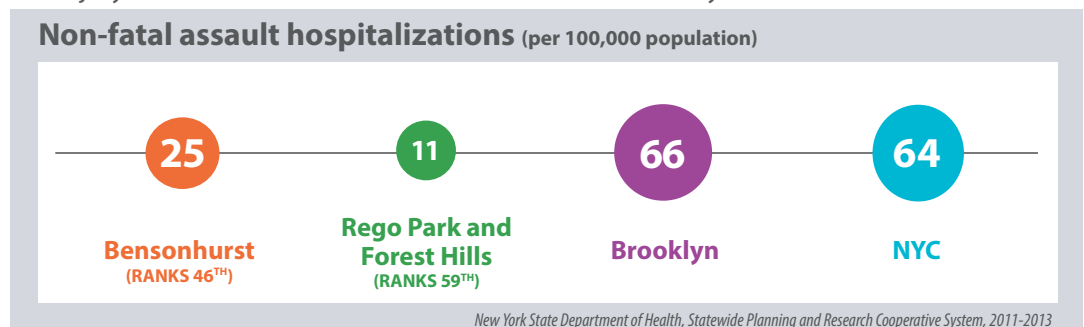 Non-fatal assault hospitalizations (per 100,000 population)
25
11
66
64
Bensonhurst
(RANKS 46TH)
Rego Park and
Forest Hills
(RANKS 59TH)
Brooklyn
NYC
New York State Department of Health, Statewide Planning and Research Cooperative System, 2011-2013